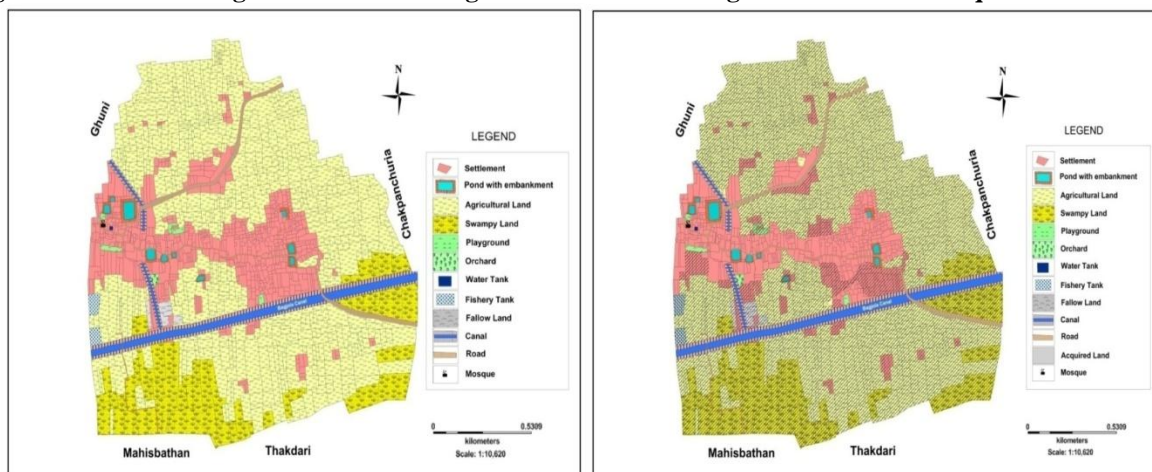 N
Ghuni
Chakpanchuria
LEGEND
Settlement
Pond with embankment
Agricultural Land
Swampy Land
Playground
Orchard
Water Tank
Fishery Tank
Fallow Land
Canal
Road
Mosque
0 0.5309
kilometers
Scale: 1:10,620
Mahisbathan Thakdari
N
Ghuni
Chakpanchuria
LEGEND
Settlement
Pond with embankment
Agricultural Land
Swampy Land
Playground
Orchard
Water Tank
Fishery Tank
Fallow Land
Canal
Road
Acquired Land
Mosque
0 0.5309
kilometers
Scale: 1:10,620
Mahisbathan Thakdari